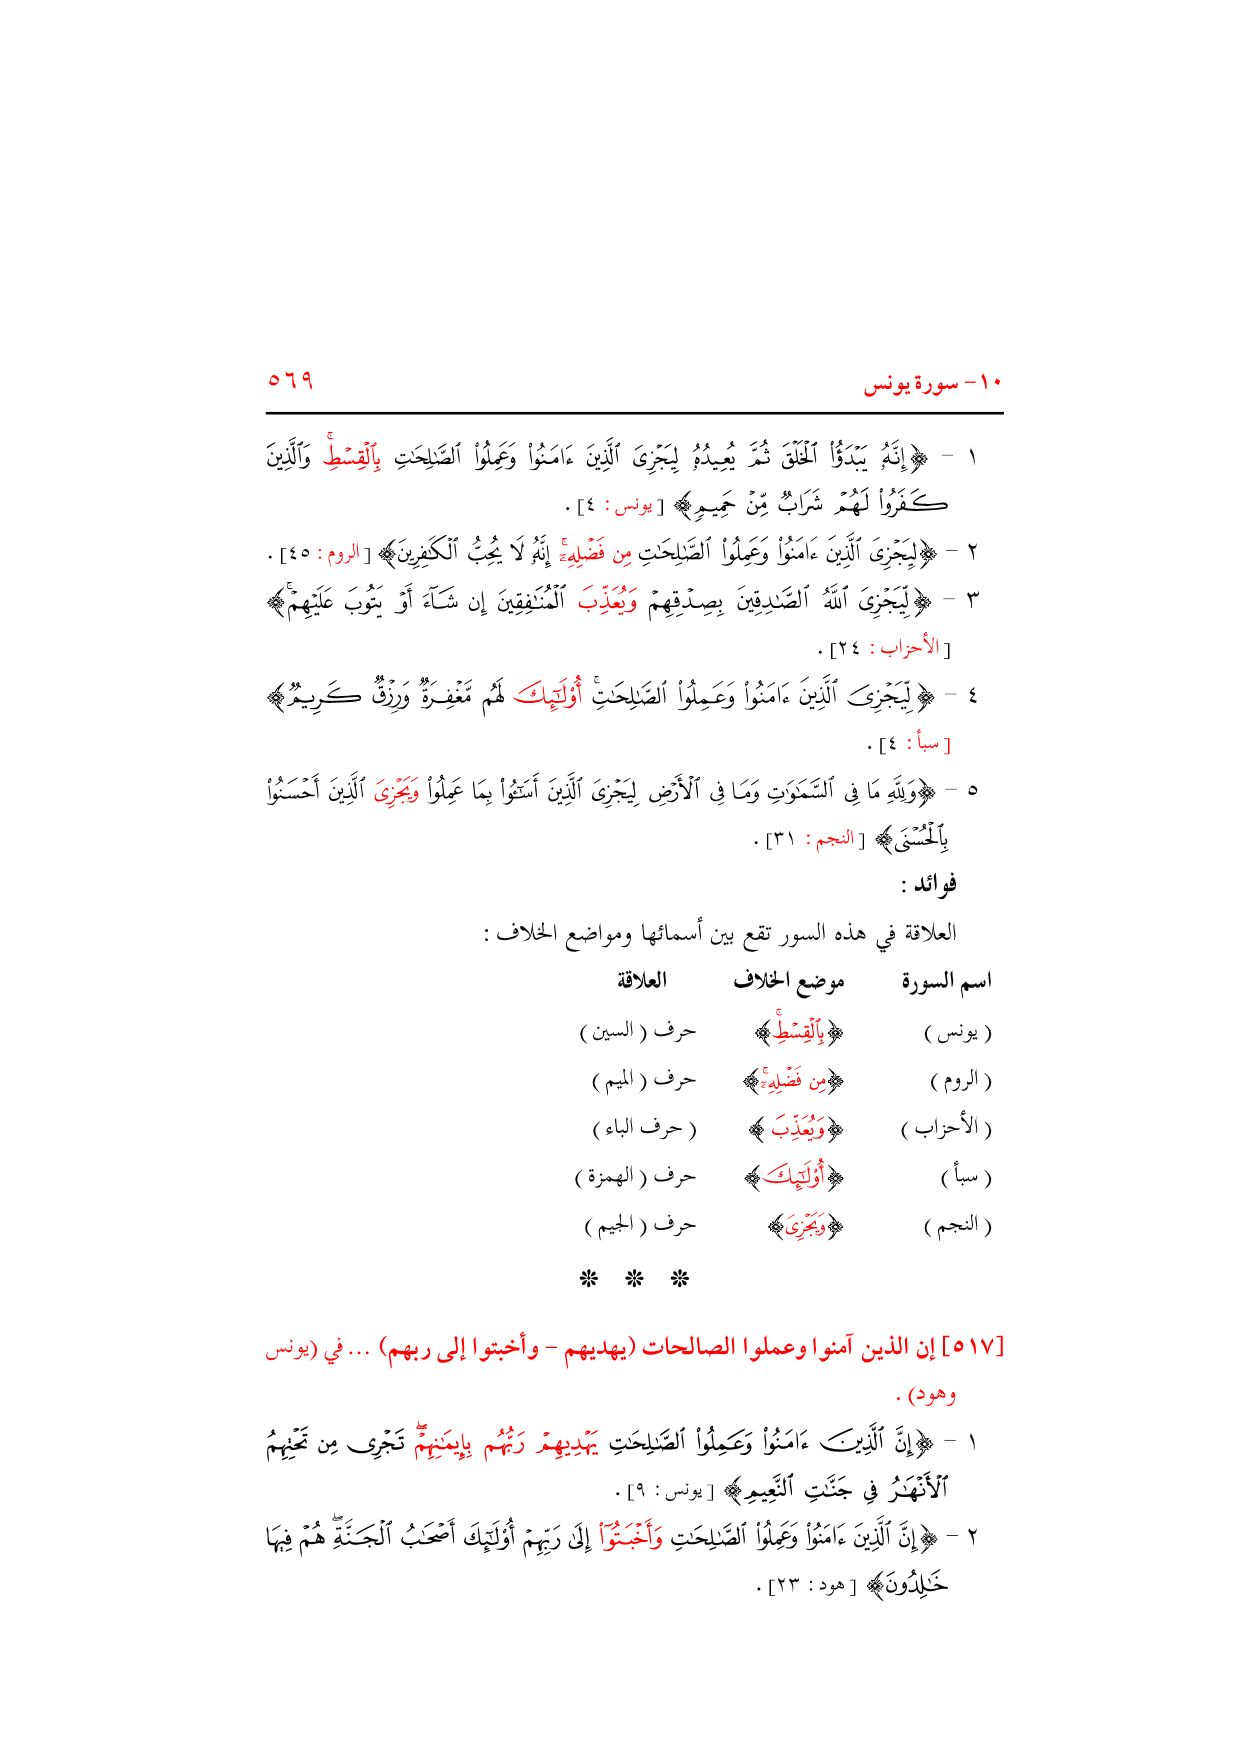 ١٠- سورة يونس ٥٦٩
١ - ﴿إِنَّهُۥ يَبْدَؤُا۟ ٱلْخَلْقَ ثُمَّ يُعِيدُهُۥ لِيَجْزِىَ ٱلَّذِينَ ءَامَنُوا۟ وَعَمِلُوا۟ ٱلصَّـٰلِحَـٰتِ بِٱلْقِسْطِ ۚ وَٱلَّذِينَ
كَفَرُوا۟ لَهُمْ شَرَابٌ مِّنْ حَمِيمٍ﴾ [يونس : ٤] .
٢ - ﴿لِيَجْزِىَ ٱلَّذِينَ ءَامَنُوا۟ وَعَمِلُوا۟ ٱلصَّـٰلِحَـٰتِ مِن فَضْلِهِۦٓ ۚ إِنَّهُۥ لَا يُحِبُّ ٱلْكَـٰفِرِينَ﴾ [الروم : ٤٥] .
٣ - ﴿لِّيَجْزِىَ ٱللَّهُ ٱلصَّـٰدِقِينَ بِصِدْقِهِمْ وَيُعَذِّبَ ٱلْمُنَـٰفِقِينَ إِن شَآءَ أَوْ يَتُوبَ عَلَيْهِمْ ۚ﴾
[الأحزاب : ٢٤] .
٤ - ﴿لِّيَجْزِىَ ٱلَّذِينَ ءَامَنُوا۟ وَعَمِلُوا۟ ٱلصَّـٰلِحَـٰتِ ۚ أُو۟لَـٰٓئِكَ لَهُم مَّغْفِرَةٌ وَرِزْقٌ كَرِيمٌ﴾
[سبأ : ٤] .
٥ - ﴿وَلِلَّهِ مَا فِى ٱلسَّمَـٰوَٰتِ وَمَا فِى ٱلْأَرْضِ لِيَجْزِىَ ٱلَّذِينَ أَسَـٰٓـُٔوا۟ بِمَا عَمِلُوا۟ وَيَجْزِىَ ٱلَّذِينَ أَحْسَنُوا۟
بِٱلْحُسْنَى﴾ [النجم : ٣١] .
فوائد :
العلاقة في هذه السور تقع بين أسمائها ومواضع الخلاف :
اسم السورة موضع الخلاف العلاقة
( يونس ) ﴿بِٱلْقِسْطِ ۚ﴾ حرف ( السين )
( الروم ) ﴿مِن فَضْلِهِۦٓ ۚ﴾ حرف ( الميم )
( الأحزاب ) ﴿وَيُعَذِّبَ ﴾ ( حرف الباء )
( سبأ ) ﴿أُو۟لَـٰٓئِكَ﴾ حرف ( الهمزة )
( النجم ) ﴿وَيَجْزِىَ﴾ حرف ( الجيم )
❊ ❊ ❊
[٥١٧] إن الذين آمنوا وعملوا الصالحات (يهديهم - وأخبتوا إلى ربهم) ... في (يونس
وهود) .
١ - ﴿إِنَّ ٱلَّذِينَ ءَامَنُوا۟ وَعَمِلُوا۟ ٱلصَّـٰلِحَـٰتِ يَهْدِيهِمْ رَبُّهُم بِإِيمَـٰنِهِمْ ۖ تَجْرِى مِن تَحْتِهِمُ
ٱلْأَنْهَـٰرُ فِى جَنَّـٰتِ ٱلنَّعِيمِ﴾ [يونس : ٩] .
٢ - ﴿إِنَّ ٱلَّذِينَ ءَامَنُوا۟ وَعَمِلُوا۟ ٱلصَّـٰلِحَـٰتِ وَأَخْبَتُوٓا۟ إِلَىٰ رَبِّهِمْ أُو۟لَـٰٓئِكَ أَصْحَـٰبُ ٱلْجَنَّةِ ۖ هُمْ فِيهَا
خَـٰلِدُونَ﴾ [هود : ٢٣] .